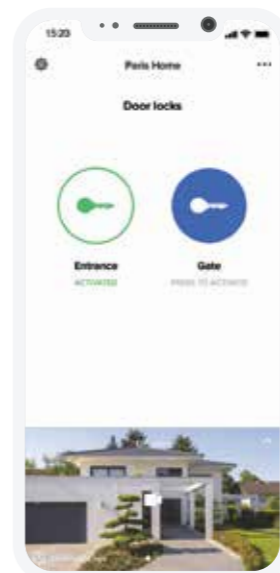 15:23
Paris Home
Door locks
Entrance
Gate
ACTIVATED
PRESS TO ACTIVATE